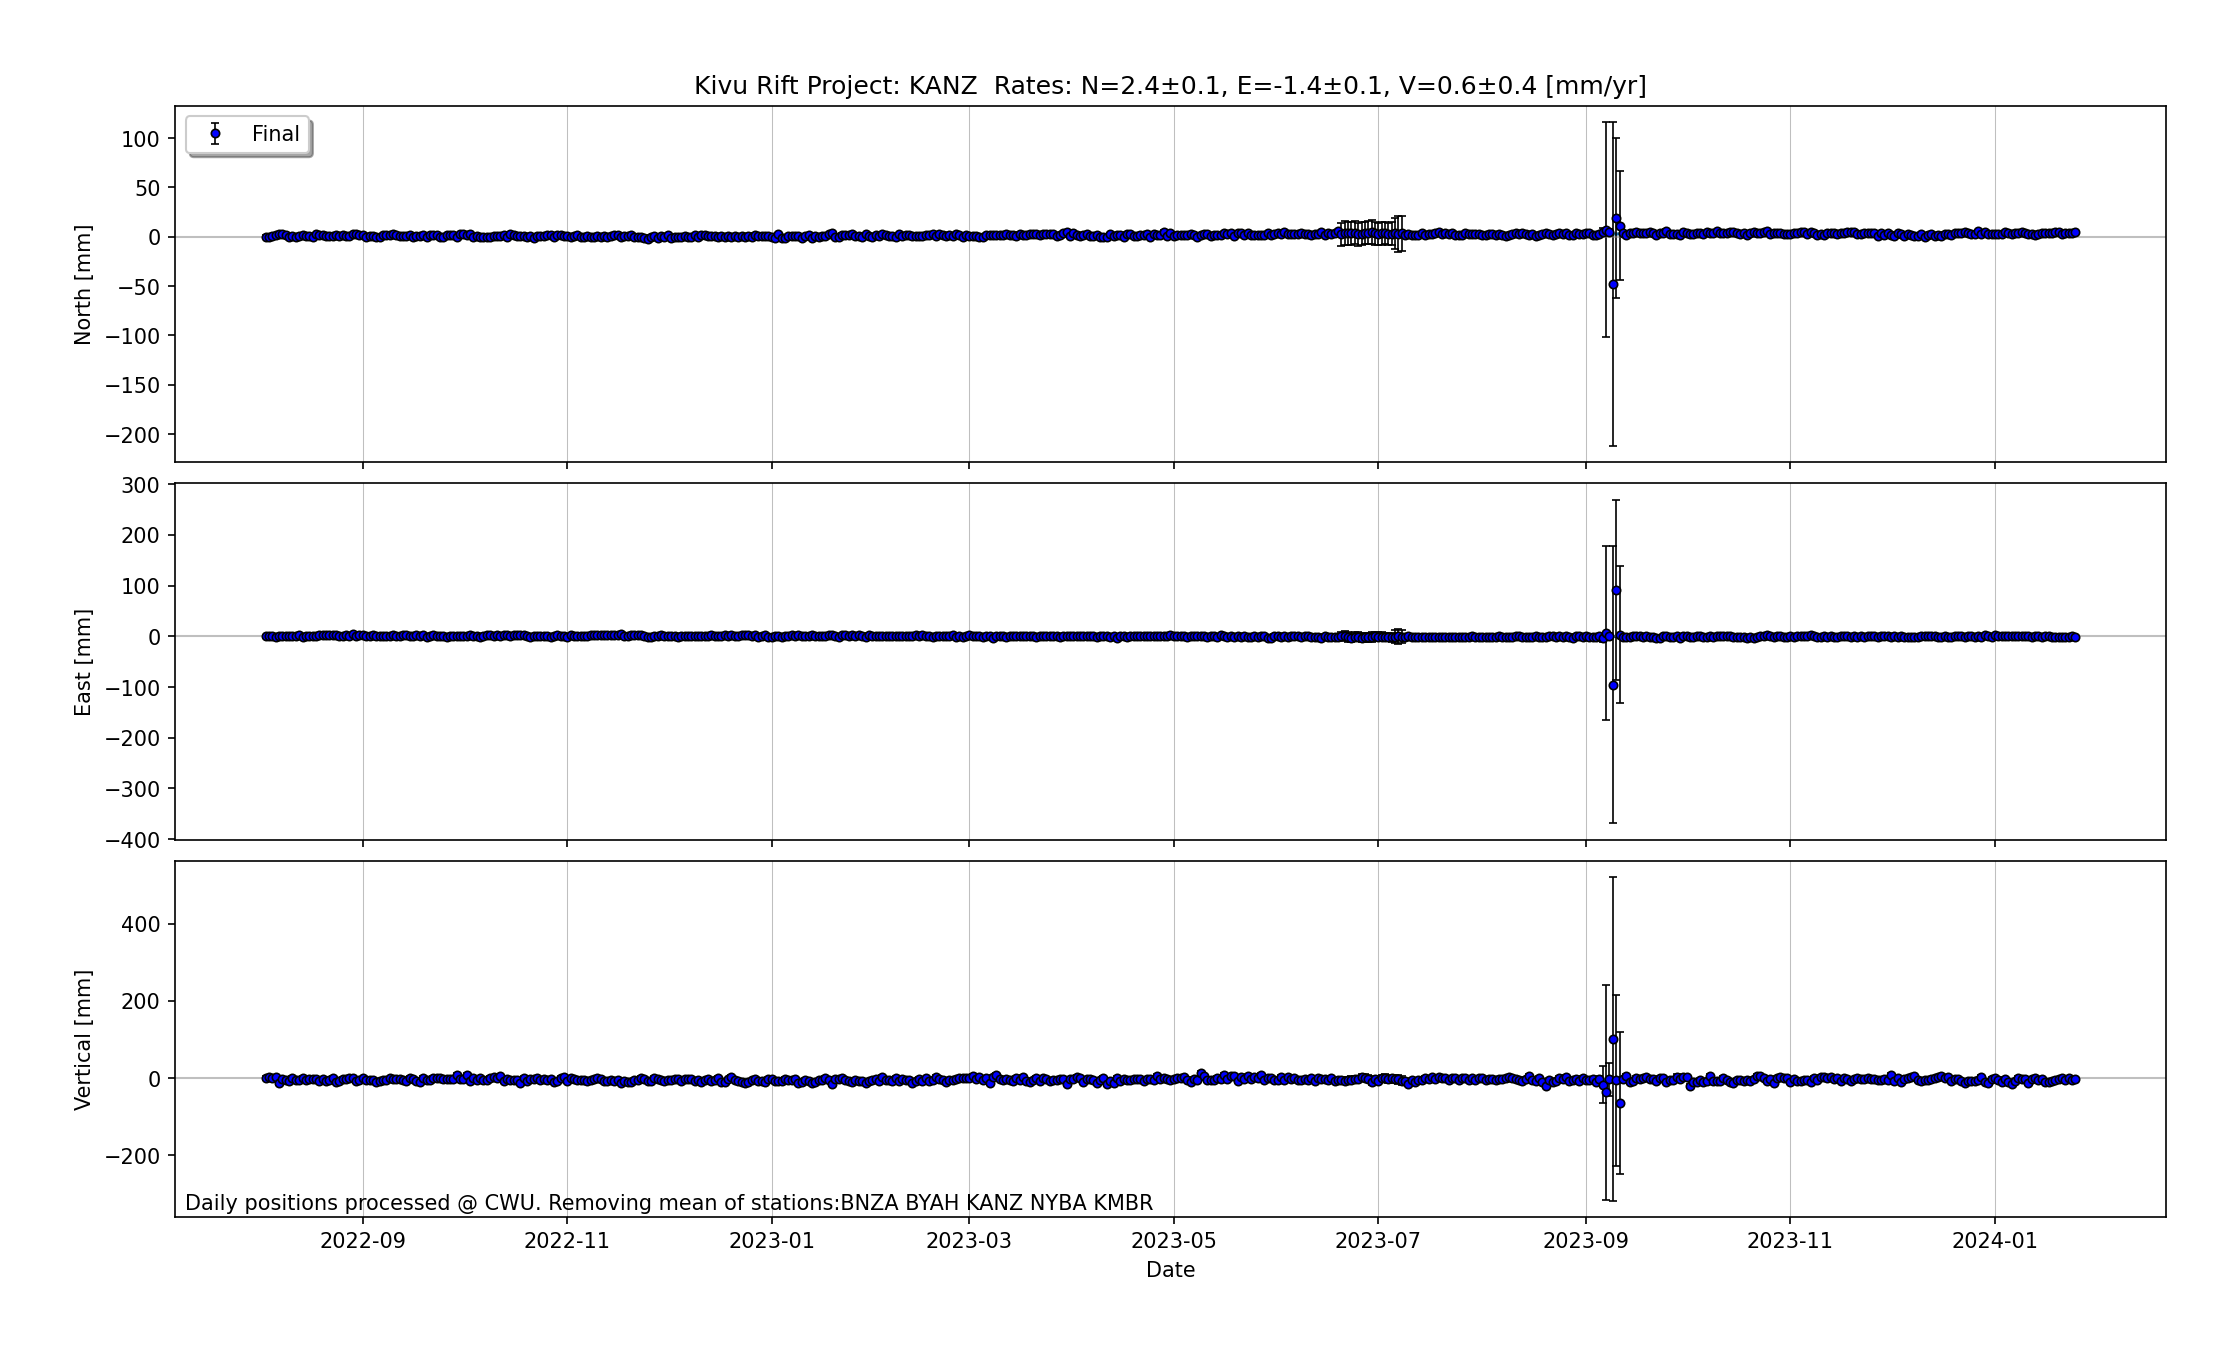 Kivu Rift Project: KANZ  Rates: N=2.4±0.1, E=-1.4±0.1, V=0.6±0.4 [mm/yr]
Final
North [mm]
100
50
0
−50
−100
−150
−200
East [mm]
300
200
100
0
−100
−200
−300
−400
Vertical [mm]
400
200
0
−200
Daily positions processed @ CWU. Removing mean of stations:BNZA BYAH KANZ NYBA KMBR
2022-09 2022-11 2023-01 2023-03 2023-05 2023-07 2023-09 2023-11 2024-01
Date